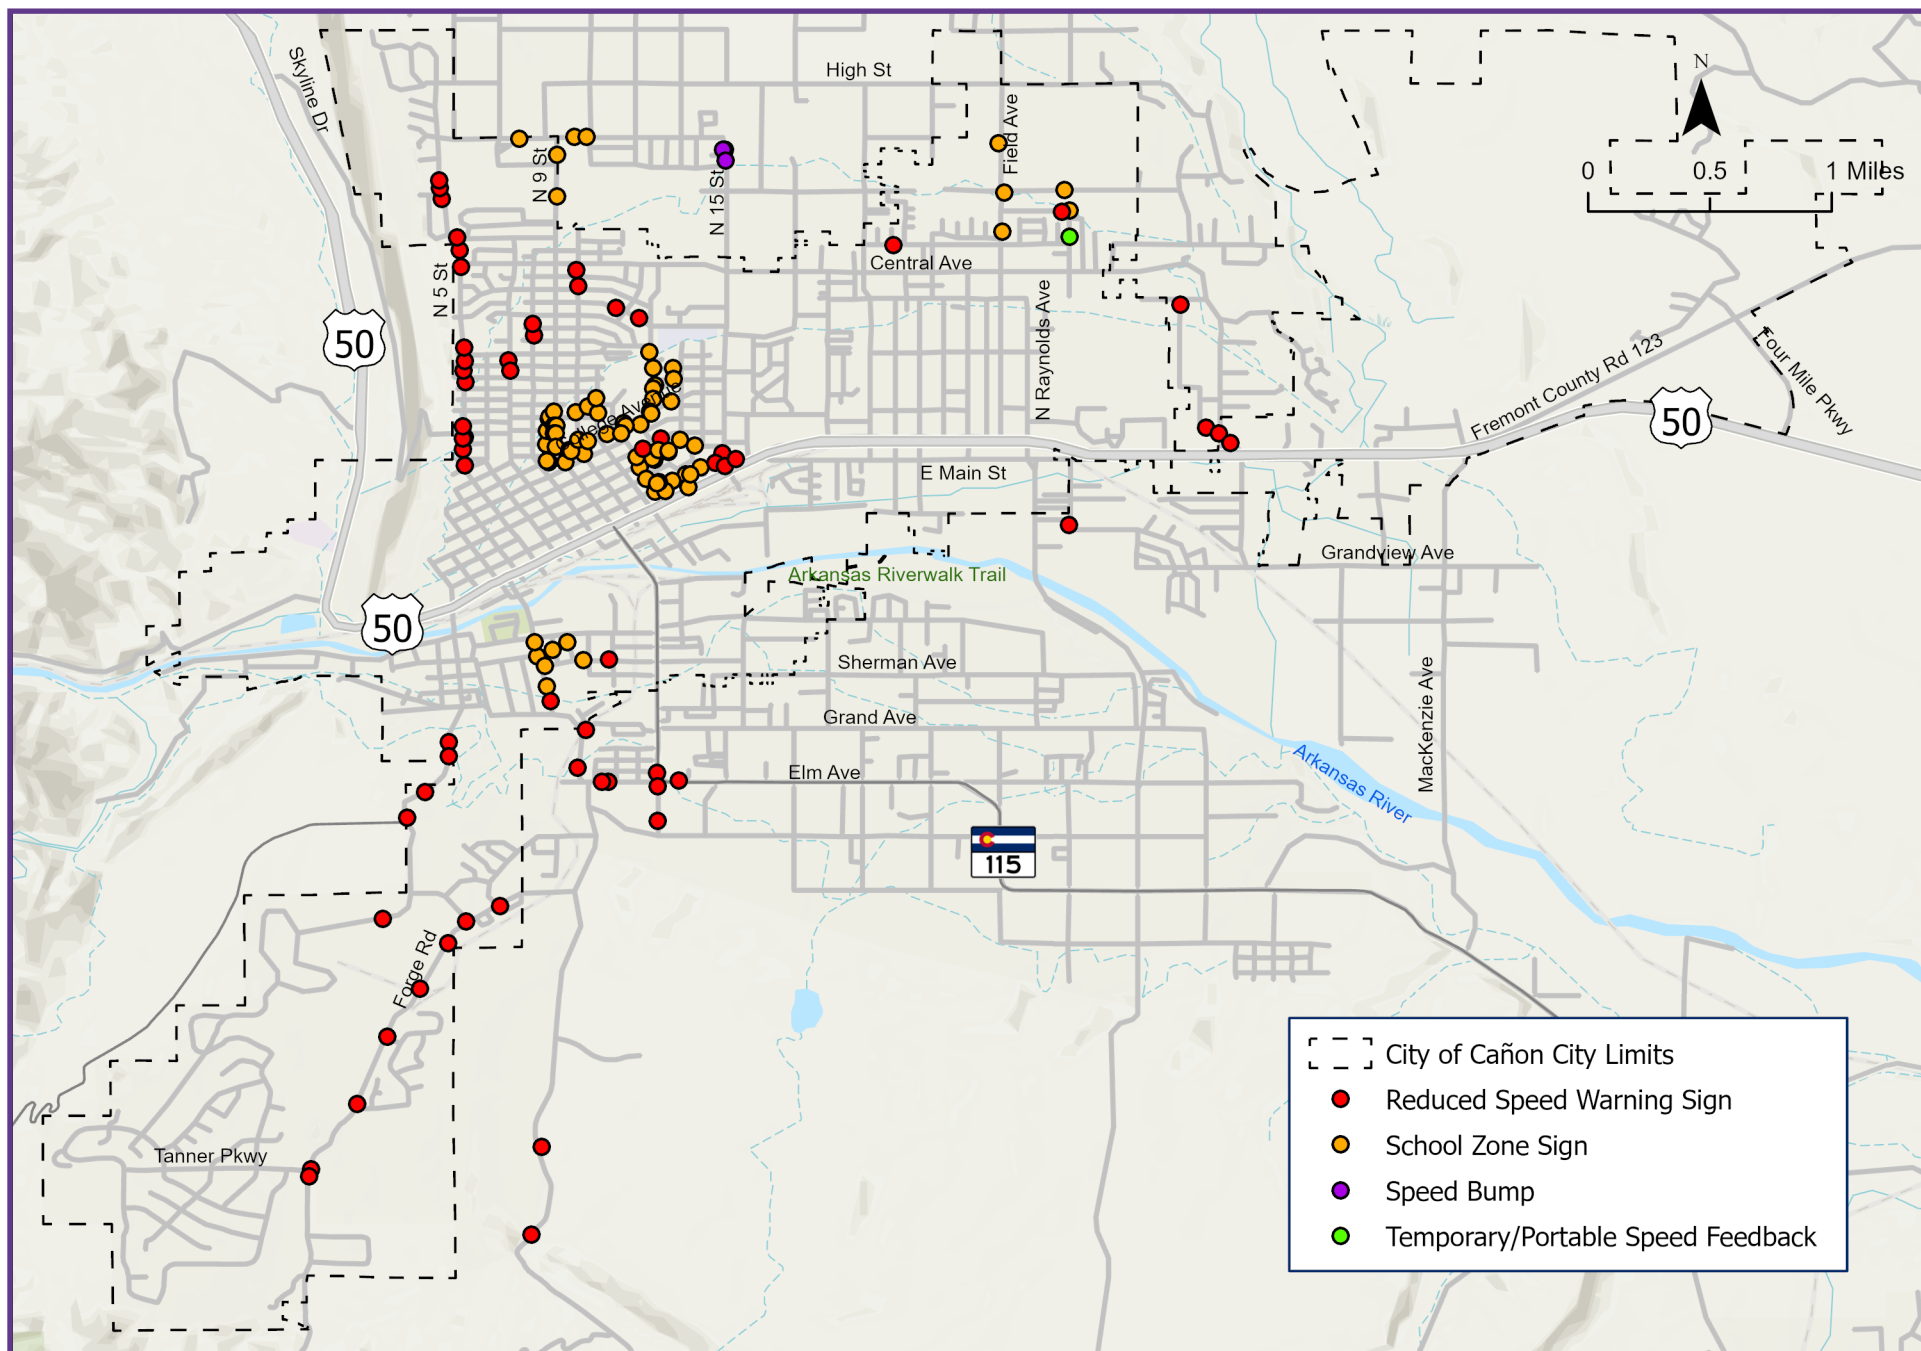 High St
Skyline Dr
N
Field Ave
0 0.5 1 Miles
N 9 St
N 15 St
Central Ave
N 5 St
N Raynolds Ave
50
Four Mile Pkwy
Fremont County Rd 123
College Avenue
50
E Main St
Grandview Ave
Arkansas Riverwalk Trail
50
Sherman Ave
MacKenzie Ave
Grand Ave
Elm Ave
Arkansas River
115
Forge Rd
Tanner Pkwy
City of Cañon City Limits
Reduced Speed Warning Sign
School Zone Sign
Speed Bump
Temporary/Portable Speed Feedback